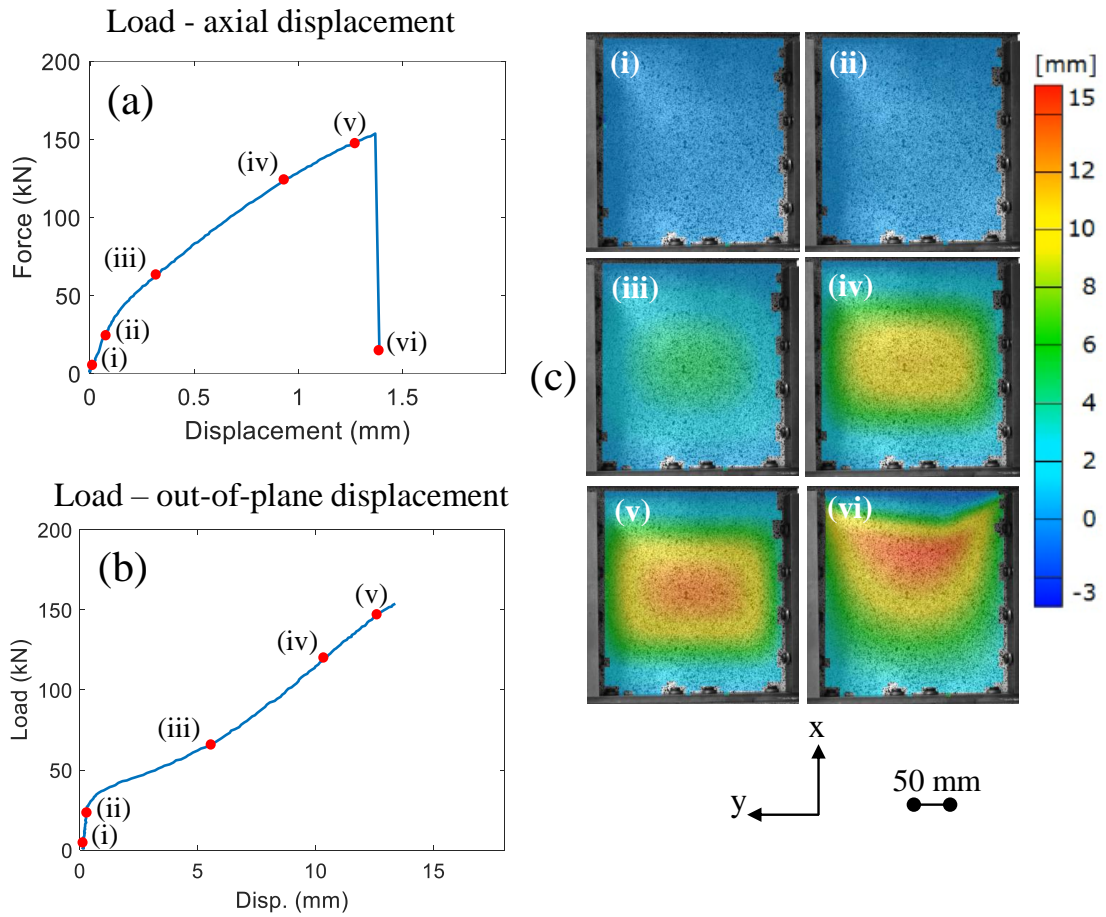 Load - axial displacement
(a)
200
150
100
50
0
Force (kN)
(i)
(ii)
(iii)
(iv)
(v)
(vi)
0
0.5
1
1.5
Displacement (mm)
Load – out-of-plane displacement
(b)
200
150
100
50
0
Load (kN)
(i)
(ii)
(iii)
(iv)
(v)
0
5
10
15
Disp. (mm)
(c)
(i)
(ii)
(iii)
(iv)
(v)
(vi)
[mm]
15
12
10
8
6
4
2
0
-3
x
y
50 mm